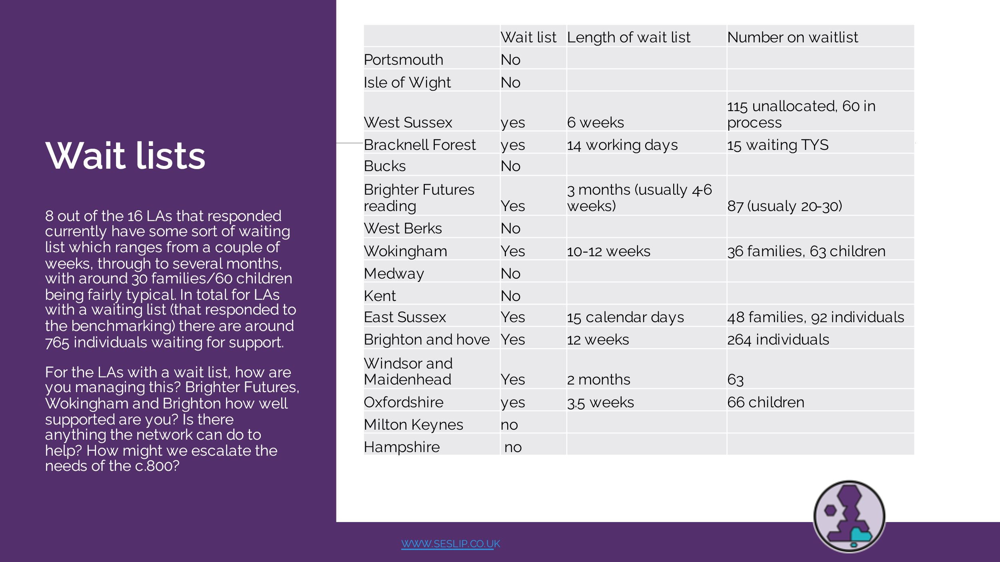 Wait lists
8 out of the 16 LAs that responded
currently have some sort of waiting
list which ranges from a couple of
weeks, through to several months,
with around 30 families/60 children
being fairly typical. In total for LAs
with a waiting list (that responded to
the benchmarking) there are around
765 individuals waiting for support.
For the LAs with a wait list, how are
you managing this? Brighter Futures,
Wokingham and Brighton how well
supported are you? Is there
anything the network can do to
help? How might we escalate the
needs of the c.800?
Wait list Length of wait list Number on waitlist
Portsmouth No
Isle of Wight No
115 unallocated, 60 in
West Sussex yes 6 weeks process
Bracknell Forest yes 14 working days 15 waiting TYS
Bucks No
Brighter Futures 3 months (usually 4-6
reading Yes weeks) 87 (usualy 20-30)
West Berks No
Wokingham Yes 10-12 weeks 36 families, 63 children
Medway No
Kent No
East Sussex Yes 15 calendar days 48 families, 92 individuals
Brighton and hove Yes 12 weeks 264 individuals
Windsor and
Maidenhead Yes 2 months 63
Oxfordshire yes 3.5 weeks 66 children
Milton Keynes no
Hampshire no
WWW.SESLIP.CO.UK